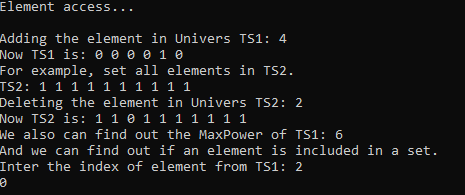 Element access...
Adding the element in Univers TS1: 4
Now TS1 is: 0 0 0 0 1 0
For example, set all elements in TS2.
TS2: 1 1 1 1 1 1 1 1 1 1
Deleting the element in Univers TS2: 2
Now TS2 is: 1 1 0 1 1 1 1 1 1 1
We also can find out the MaxPower of TS1: 6
And we can find out if an element is included in a set.
Inter the index of element from TS1: 2
0